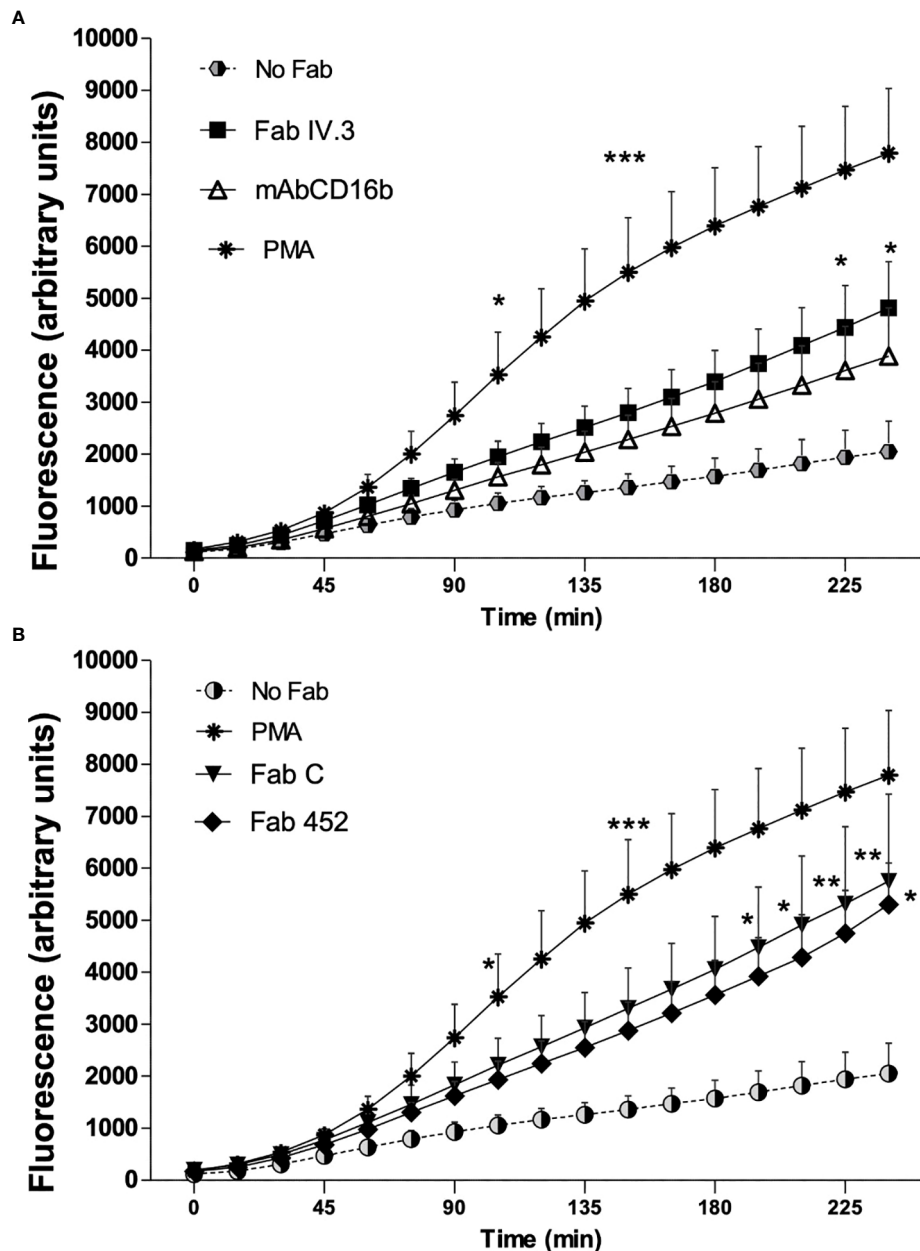 A
10000
9000
8000
7000
6000
5000
4000
3000
2000
1000
0
Fluorescence (arbitrary units)
No Fab
Fab IV.3
mAbCD16b
PMA
***
*
*
*
0 45 90 135 180 225
Time (min)
B
10000
9000
8000
7000
6000
5000
4000
3000
2000
1000
0
Fluorescence (arbitrary units)
No Fab
PMA
Fab C
Fab 452
***
*
*
*
**
**
*
0 45 90 135 180 225
Time (min)